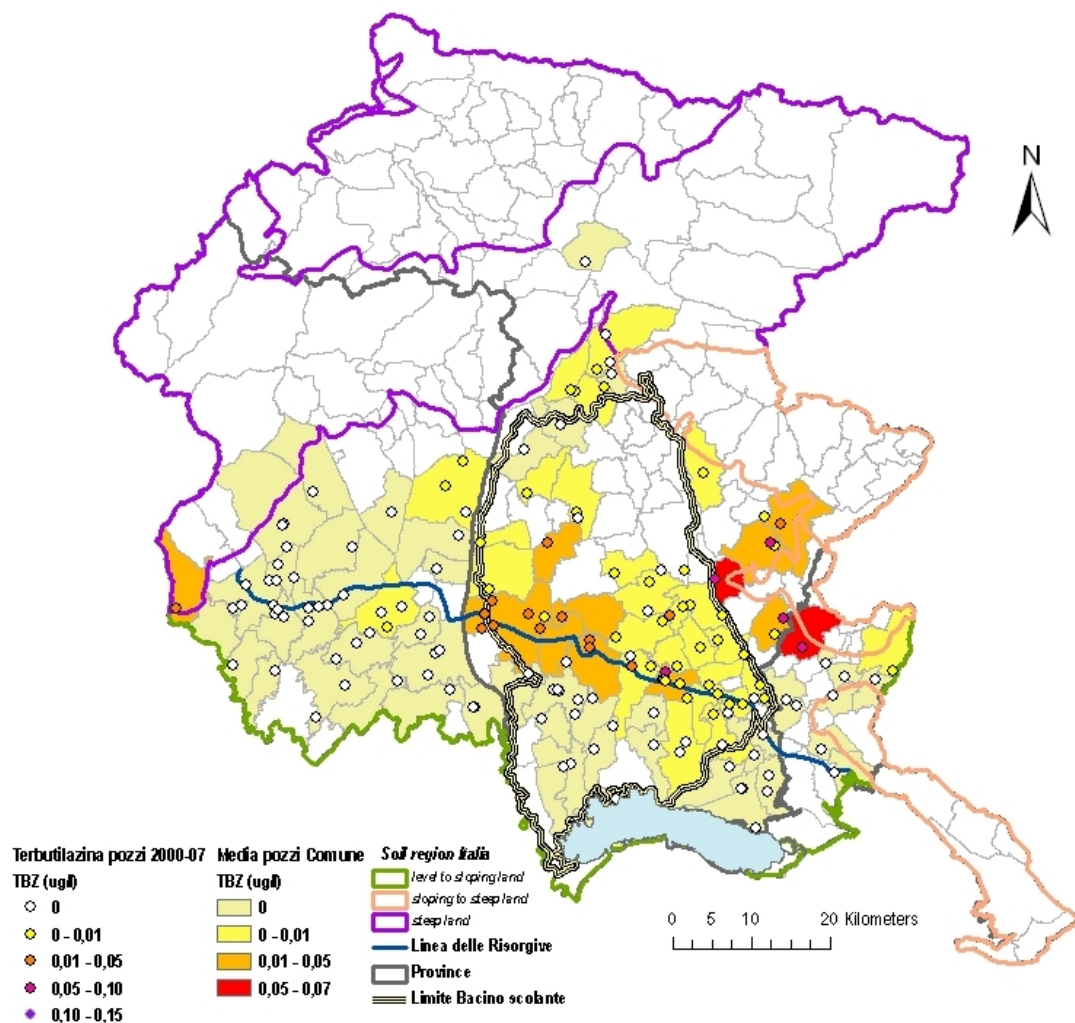 N
Terbutilazina pozzi 2000-07
TBZ (ug/l)
0
0 - 0,01
0,01 - 0,05
0,05 - 0,10
0,10 - 0,15
Media pozzi Comune
TBZ (ug/l)
0
0 - 0,01
0,01 - 0,05
0,05 - 0,07
Soil region Italia
level to sloping land
sloping to steep land
steep land
Linea delle Risorgive
Province
Limite Bacino scolante
0 5 10 20 Kilometers